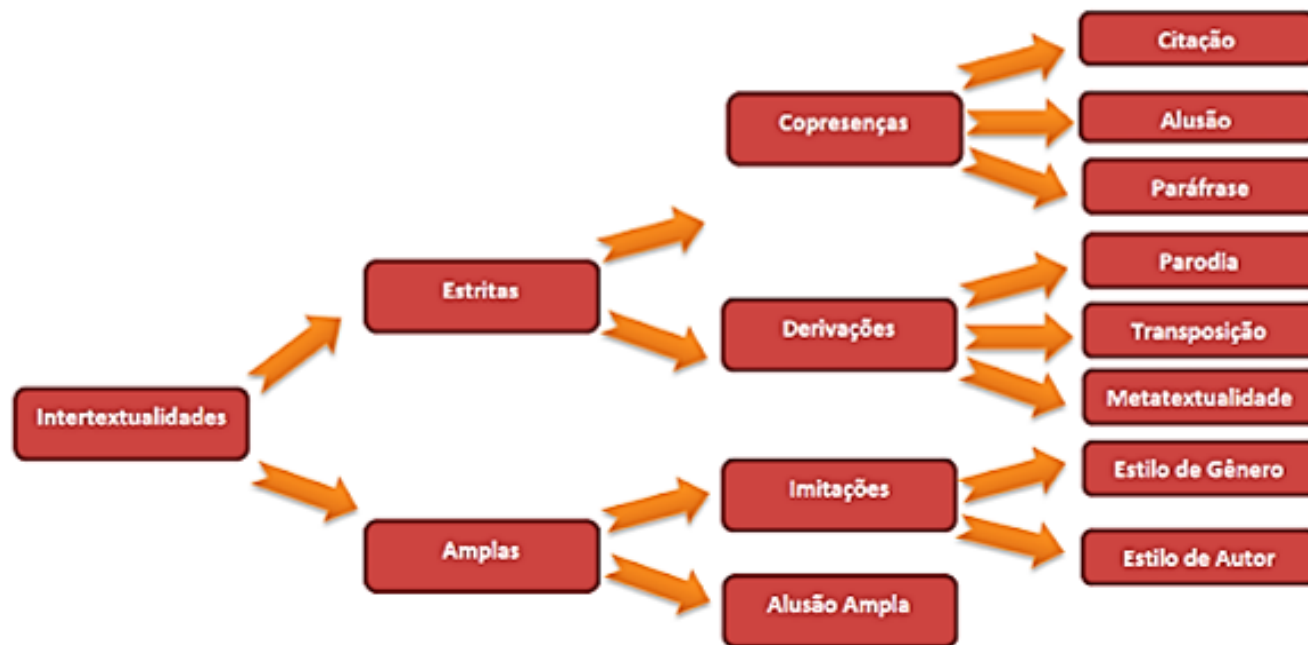 Citação
Copresenças
Alusão
Paráfrase
Parodia
Estritas
Derivações
Transposição
Intertextualidades
Metatextualidade
Estilo de Gênero
Imitações
Amplas
Estilo de Autor
Alusão Ampla